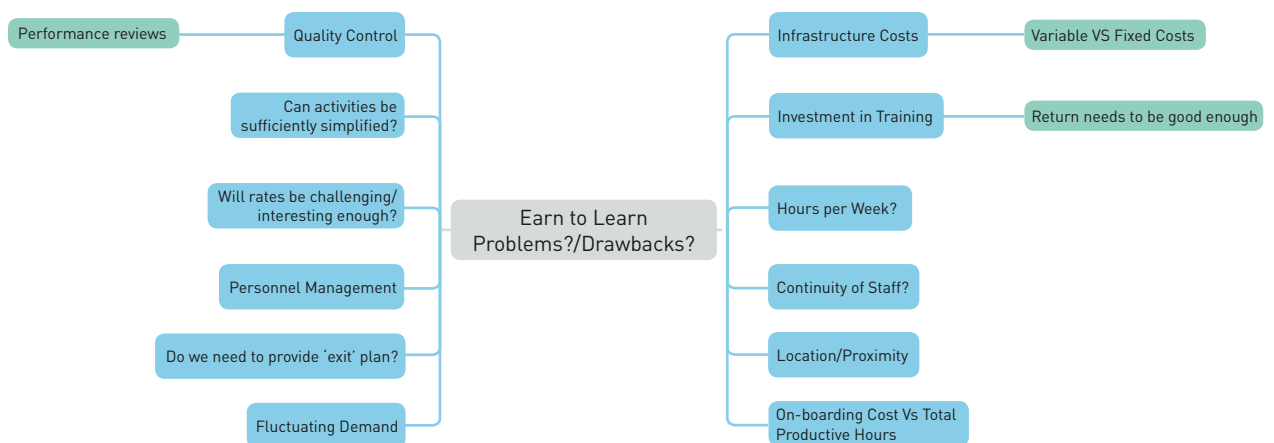 Performance reviews
Quality Control
Can activities be
sufficiently simplified?
Will rates be challenging/
interesting enough?
Personnel Management
Do we need to provide ‘exit’ plan?
Fluctuating Demand
Earn to Learn
Problems?/Drawbacks?
Infrastructure Costs
Variable VS Fixed Costs
Investment in Training
Return needs to be good enough
Hours per Week?
Continuity of Staff?
Location/Proximity
On-boarding Cost Vs Total
Productive Hours